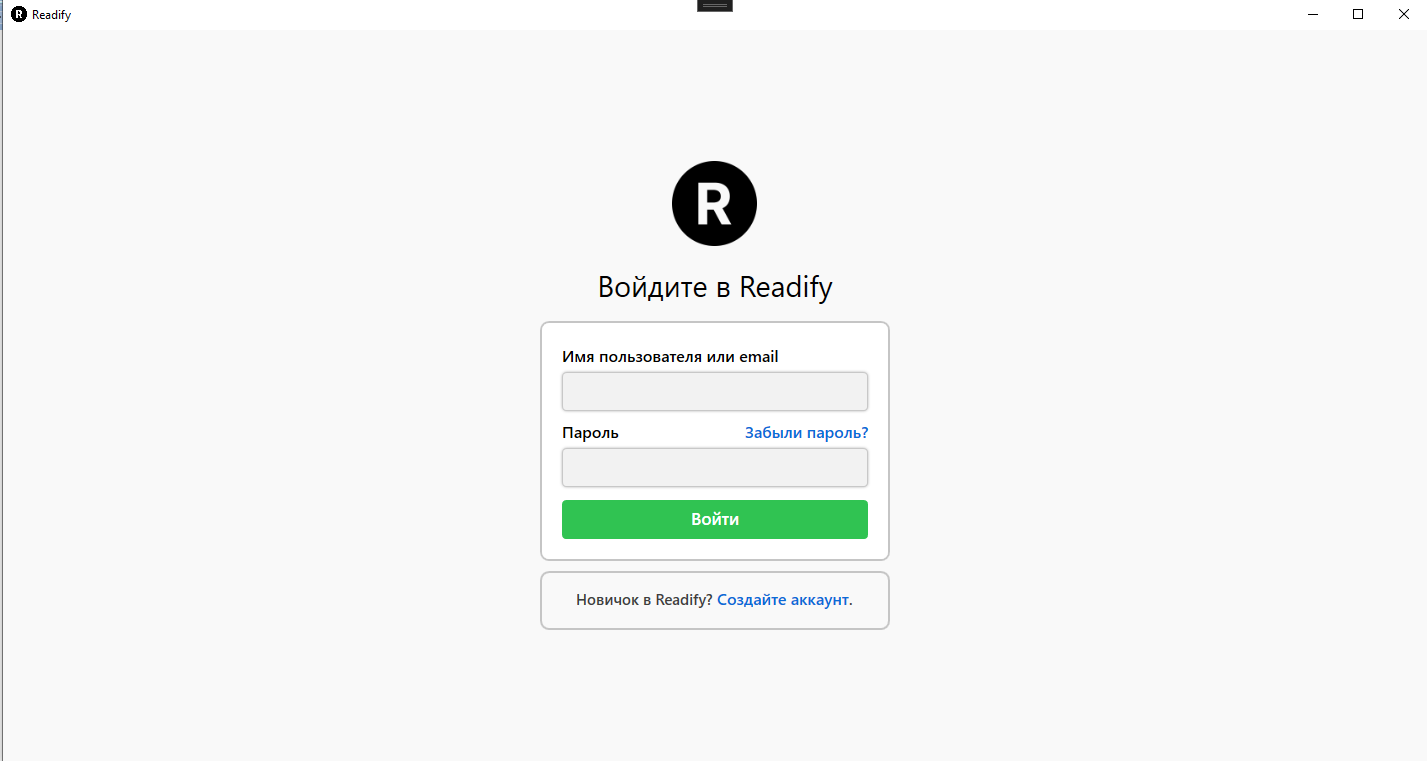 Readify
R
Войдите в Readify
Имя пользователя или email
Пароль Забыли пароль?
Войти
Новичок в Readify? Создайте аккаунт.